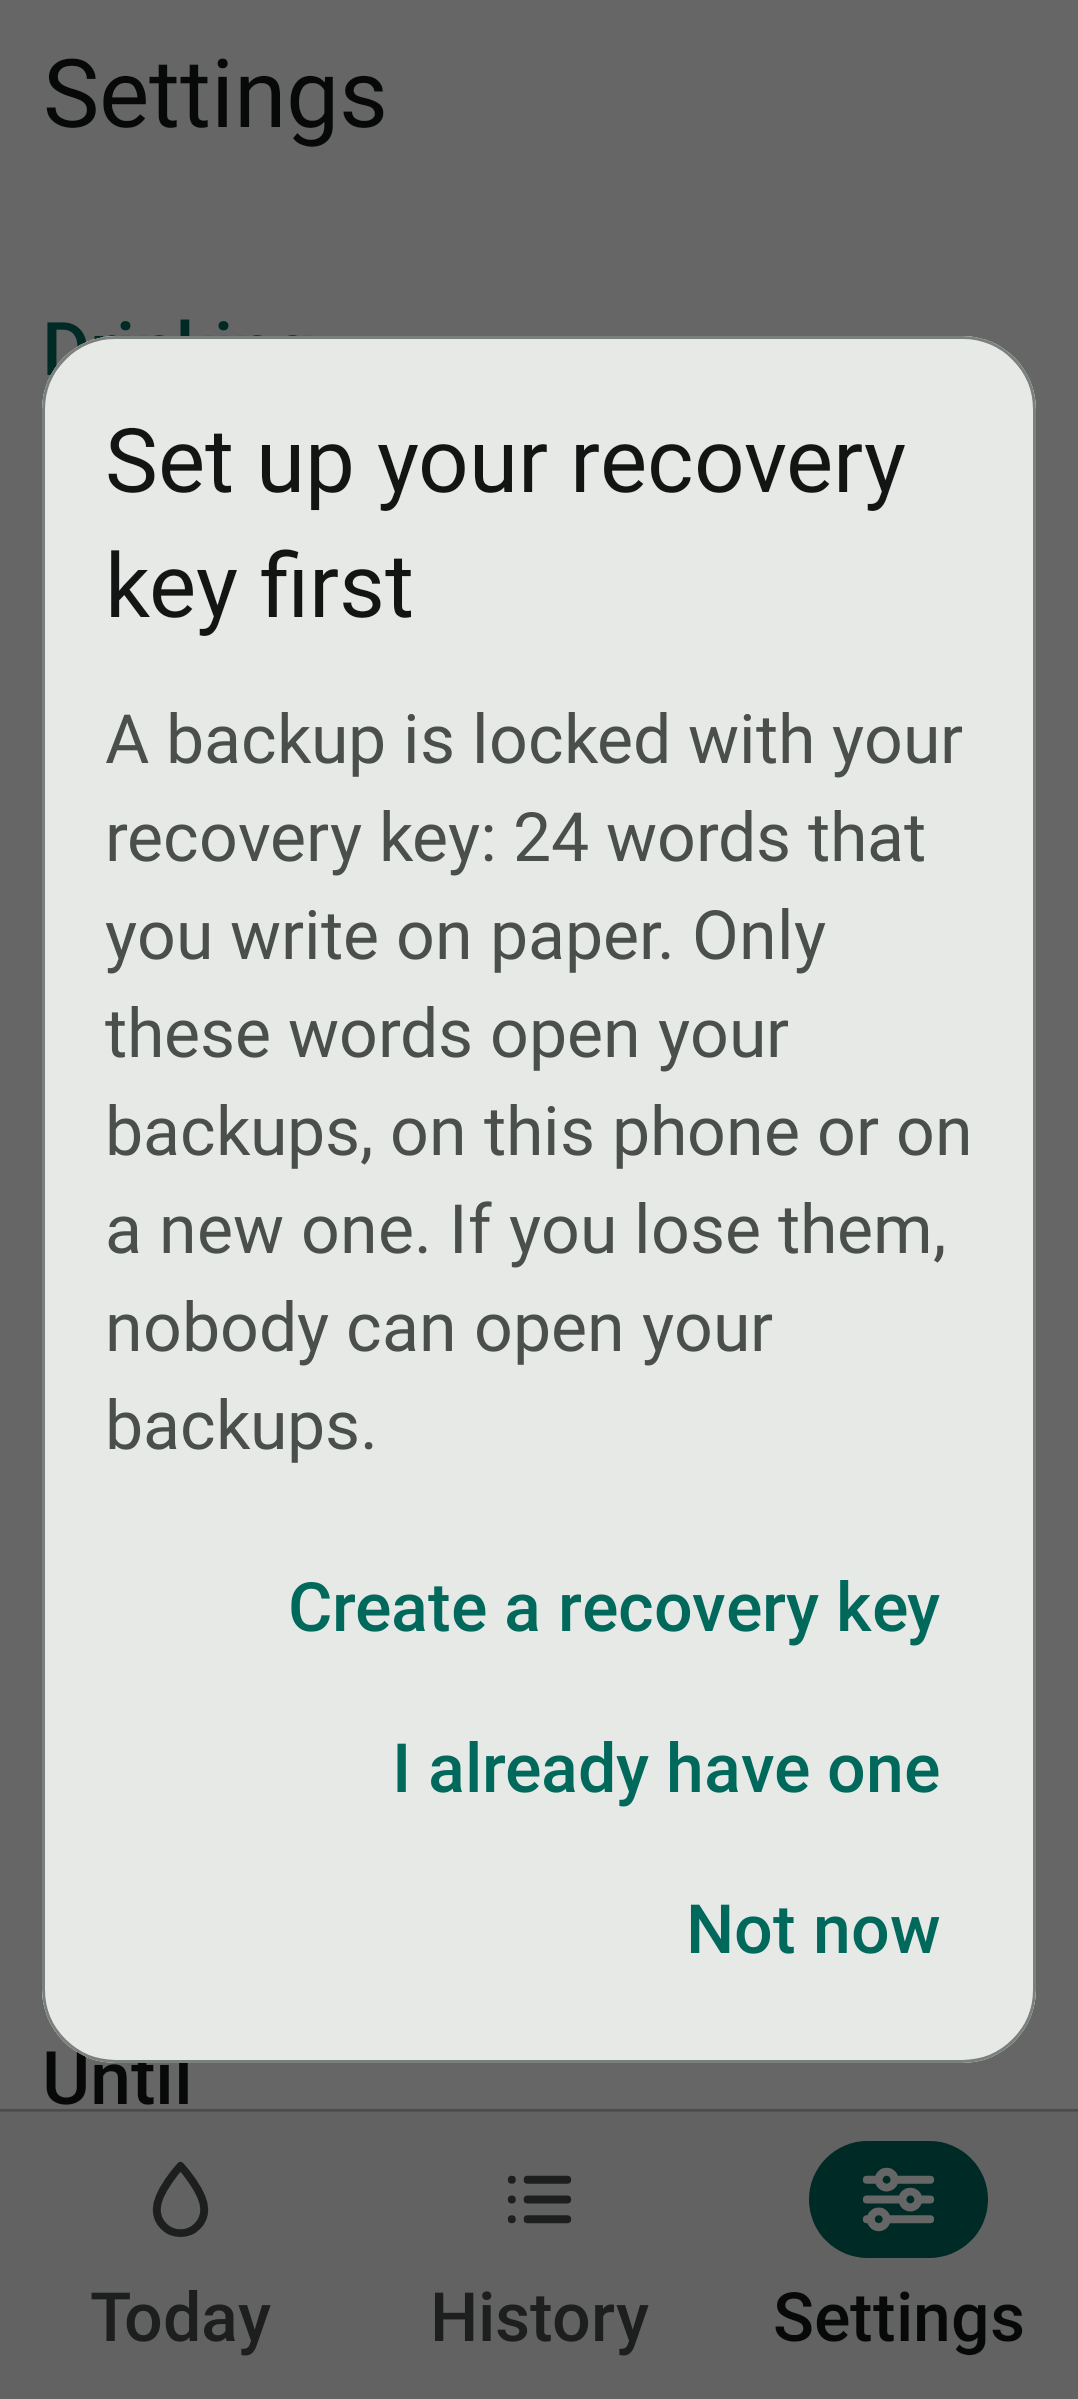 Settings
Drinking
Set up your recovery
key first
A backup is locked with your
recovery key: 24 words that
you write on paper. Only
these words open your
backups, on this phone or on
a new one. If you lose them,
nobody can open your
backups.
Create a recovery key
I already have one
Not now
Until
Today
History
Settings